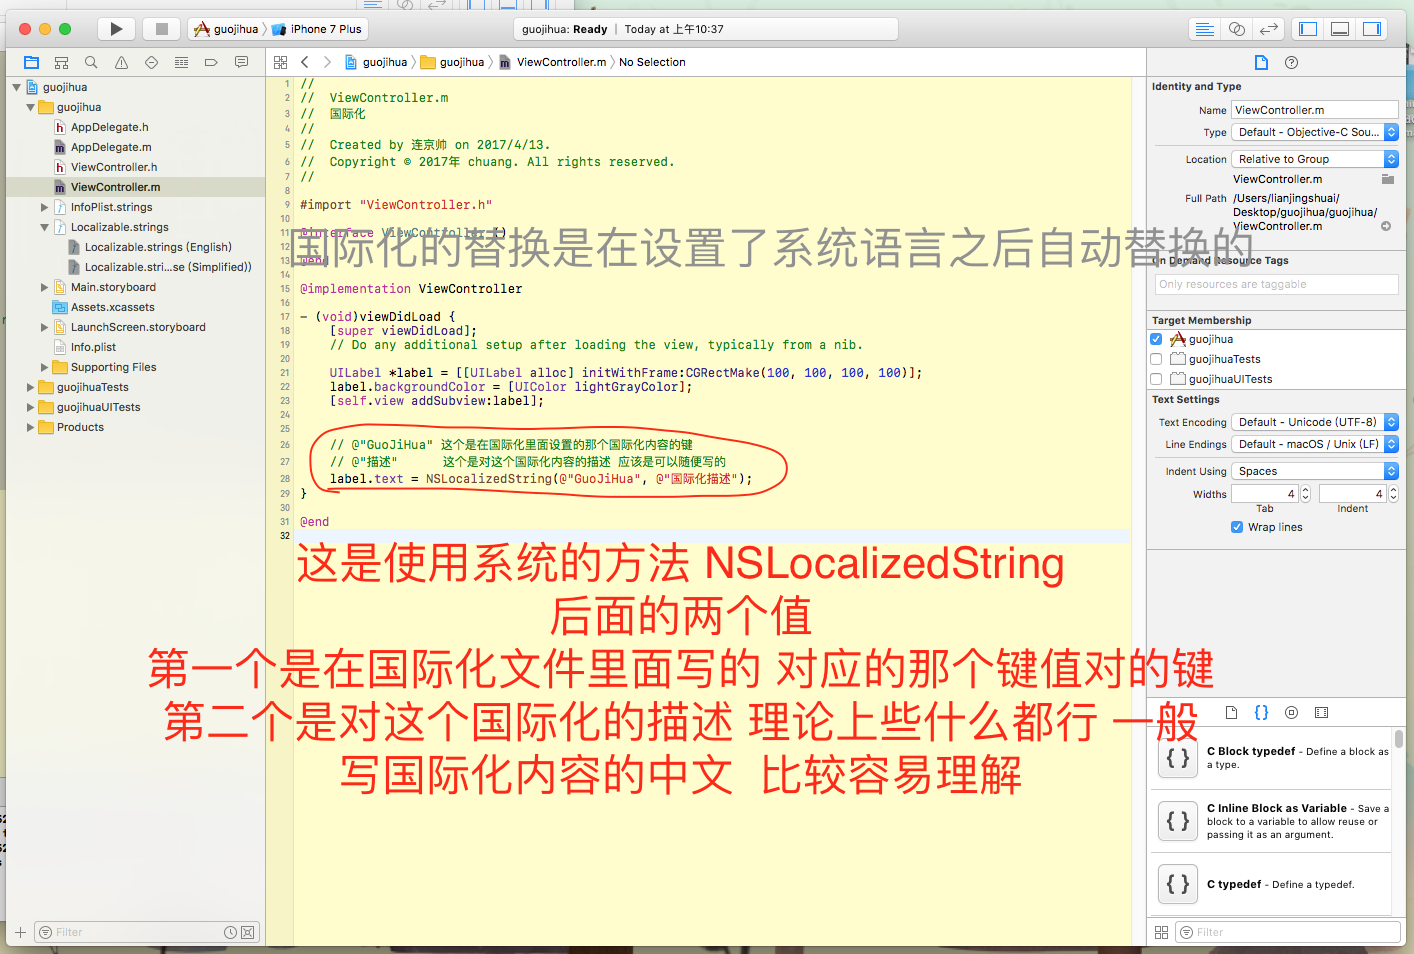 guojihua
iPhone 7 Plus
guojihua: Ready | Today at 上午10:37
guojihua
guojihua
ViewController.m
No Selection
guojihua
guojihua
AppDelegate.h
AppDelegate.m
ViewController.h
ViewController.m
InfoPlist.strings
Localizable.strings
Localizable.strings (English)
Localizable.stri...se (Simplified))
Main.storyboard
Assets.xcassets
LaunchScreen.storyboard
Info.plist
Supporting Files
guojihuaTests
guojihuaUITests
Products
Filter
1 //
2 //  ViewController.m
3 //  国际化
4 //
5 //  Created by 连京帅 on 2017/4/13.
6 //  Copyright © 2017年 chuang. All rights reserved.
7 //
8
9 #import "ViewController.h"
10
11 @interface ViewController ()
12
13 @end
国际化的替换是在设置了系统语言之后自动替换的
15 @implementation ViewController
16
17 - (void)viewDidLoad {
18 [super viewDidLoad];
19 // Do any additional setup after loading the view, typically from a nib.
20
21 UILabel *label = [[UILabel alloc] initWithFrame:CGRectMake(100, 100, 100, 100)];
22 label.backgroundColor = [UIColor lightGrayColor];
23 [self.view addSubview:label];
24
25
26 // @"GuoJiHua" 这个是在国际化里面设置的那个国际化内容的键
27 // @"描述" 这个是对这个国际化内容的描述 应该是可以随便写的
28 label.text = NSLocalizedString(@"GuoJiHua", @"国际化描述");
29 }
30
31 @end
32
这是使用系统的方法 NSLocalizedString
后面的两个值
第一个是在国际化文件里面写的 对应的那个键值对的键
第二个是对这个国际化的描述 理论上些什么都行 一般
写国际化内容的中文 比较容易理解
Identity and Type
Name ViewController.m
Type Default - Objective-C Sou...
Location Relative to Group
ViewController.m
Full Path /Users/lianjingshuai/
Desktop/guojihua/guojihua/
ViewController.m
On Demand Resource Tags
Only resources are taggable
Target Membership
guojihua
guojihuaTests
guojihuaUITests
Text Settings
Text Encoding Default - Unicode (UTF-8)
Line Endings Default - macOS / Unix (LF)
Indent Using Spaces
Widths 4 4
Tab Indent
Wrap lines
C Block typedef - Define a block as
a type.
C Inline Block as Variable - Save a
block to a variable to allow reuse or
passing it as an argument.
C typedef - Define a typedef.
Filter